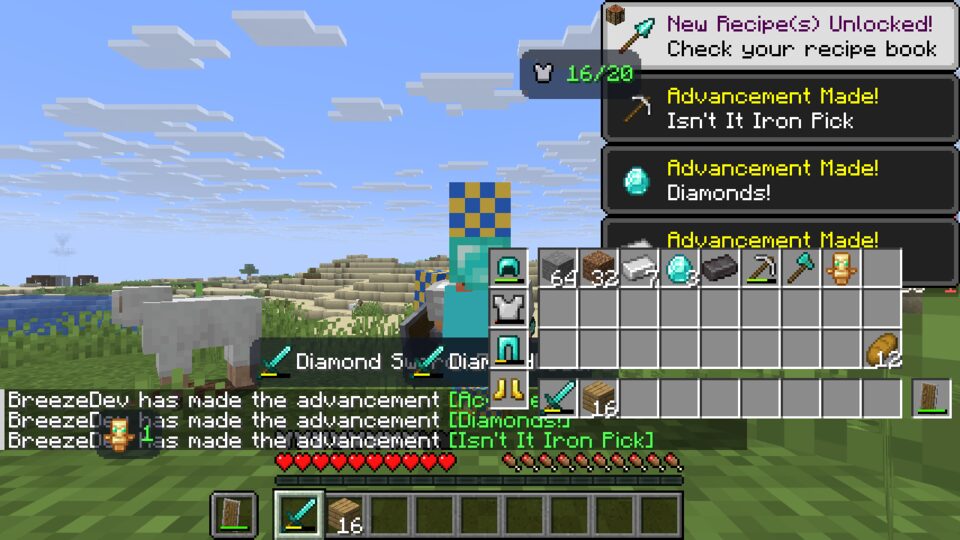 New Recipe(s) Unlocked!
Check your recipe book
16/20
Advancement Made!
Isn't It Iron Pick
Advancement Made!
Diamonds!
Advancement Made!
64
32
7
3
12
Diamond
BreezeDev has made the advancement
16
BreezeDev has made the advancement [Diamonds!]
has made the advancement [Isn't It Iron Pick]
1
16